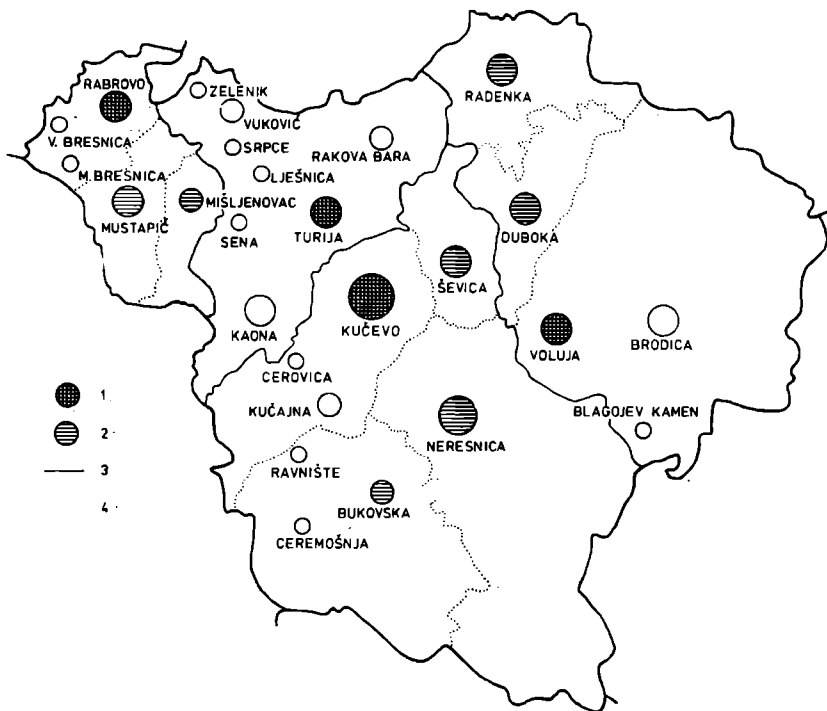 RABROVO
ZELENIK
RADENKA
VUKOVIĆ
V. BRESNICA
SRPCE
RAKOVA BARA
M. BRESNICA
LJEŠNICA
MIŠLJENOVAC
MUSTAPIĆ
SENA
TURIJA
DUBOKA
ŠEVICA
KAONA
KUČEVO
VOLUJA
BRODICA
CEROVICA
KUČAJNA
BLAGOJEV KAMEN
NERESNICA
RAVNIŠTE
BUKOVSKA
CEREMOŠNJA
1
2
3
4